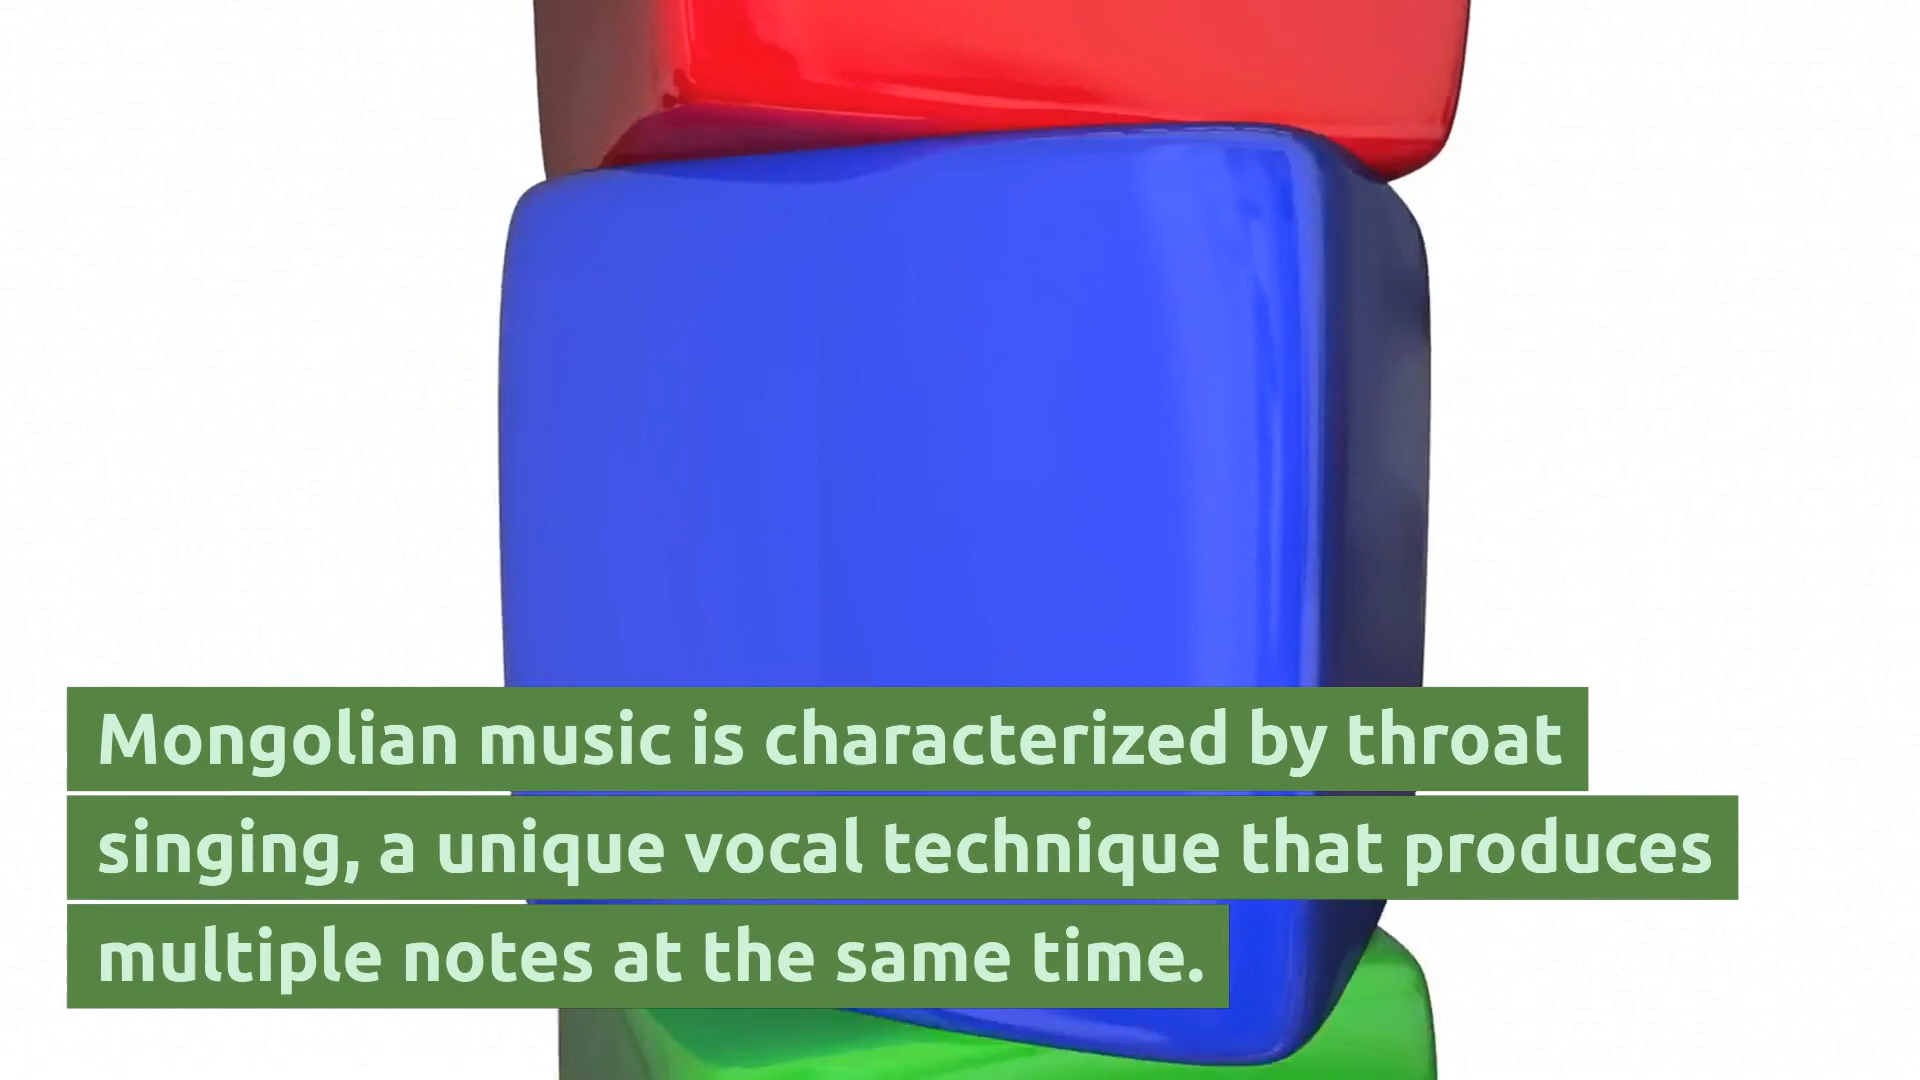 Mongolian music is characterized by throat
singing, a unique vocal technique that produces
multiple notes at the same time.